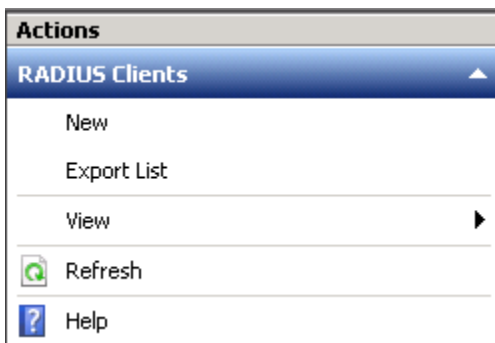 Actions
RADIUS Clients
New
Export List
View
Refresh
Help